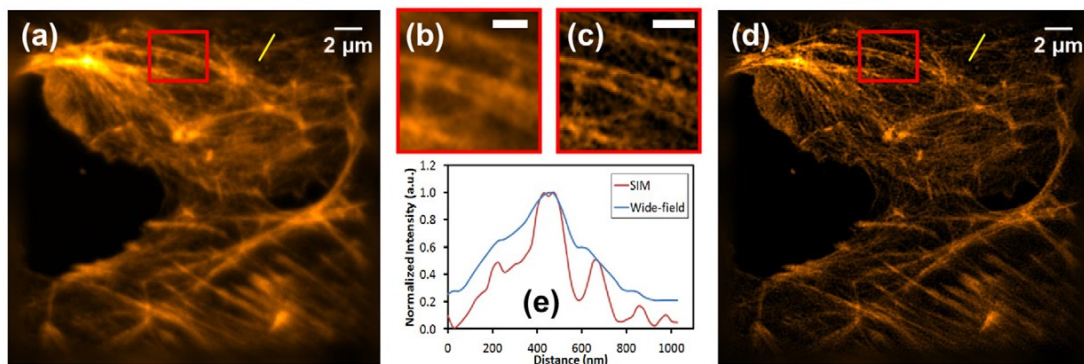 (a)
2 µm
(b)
(c)
(d)
2 µm
1.2
1.0
0.8
0.6
0.4
0.2
0.0
Normalized Intensity (a.u.)
SIM
Wide-field
(e)
0 200 400 600 800 1000
Distance (nm)